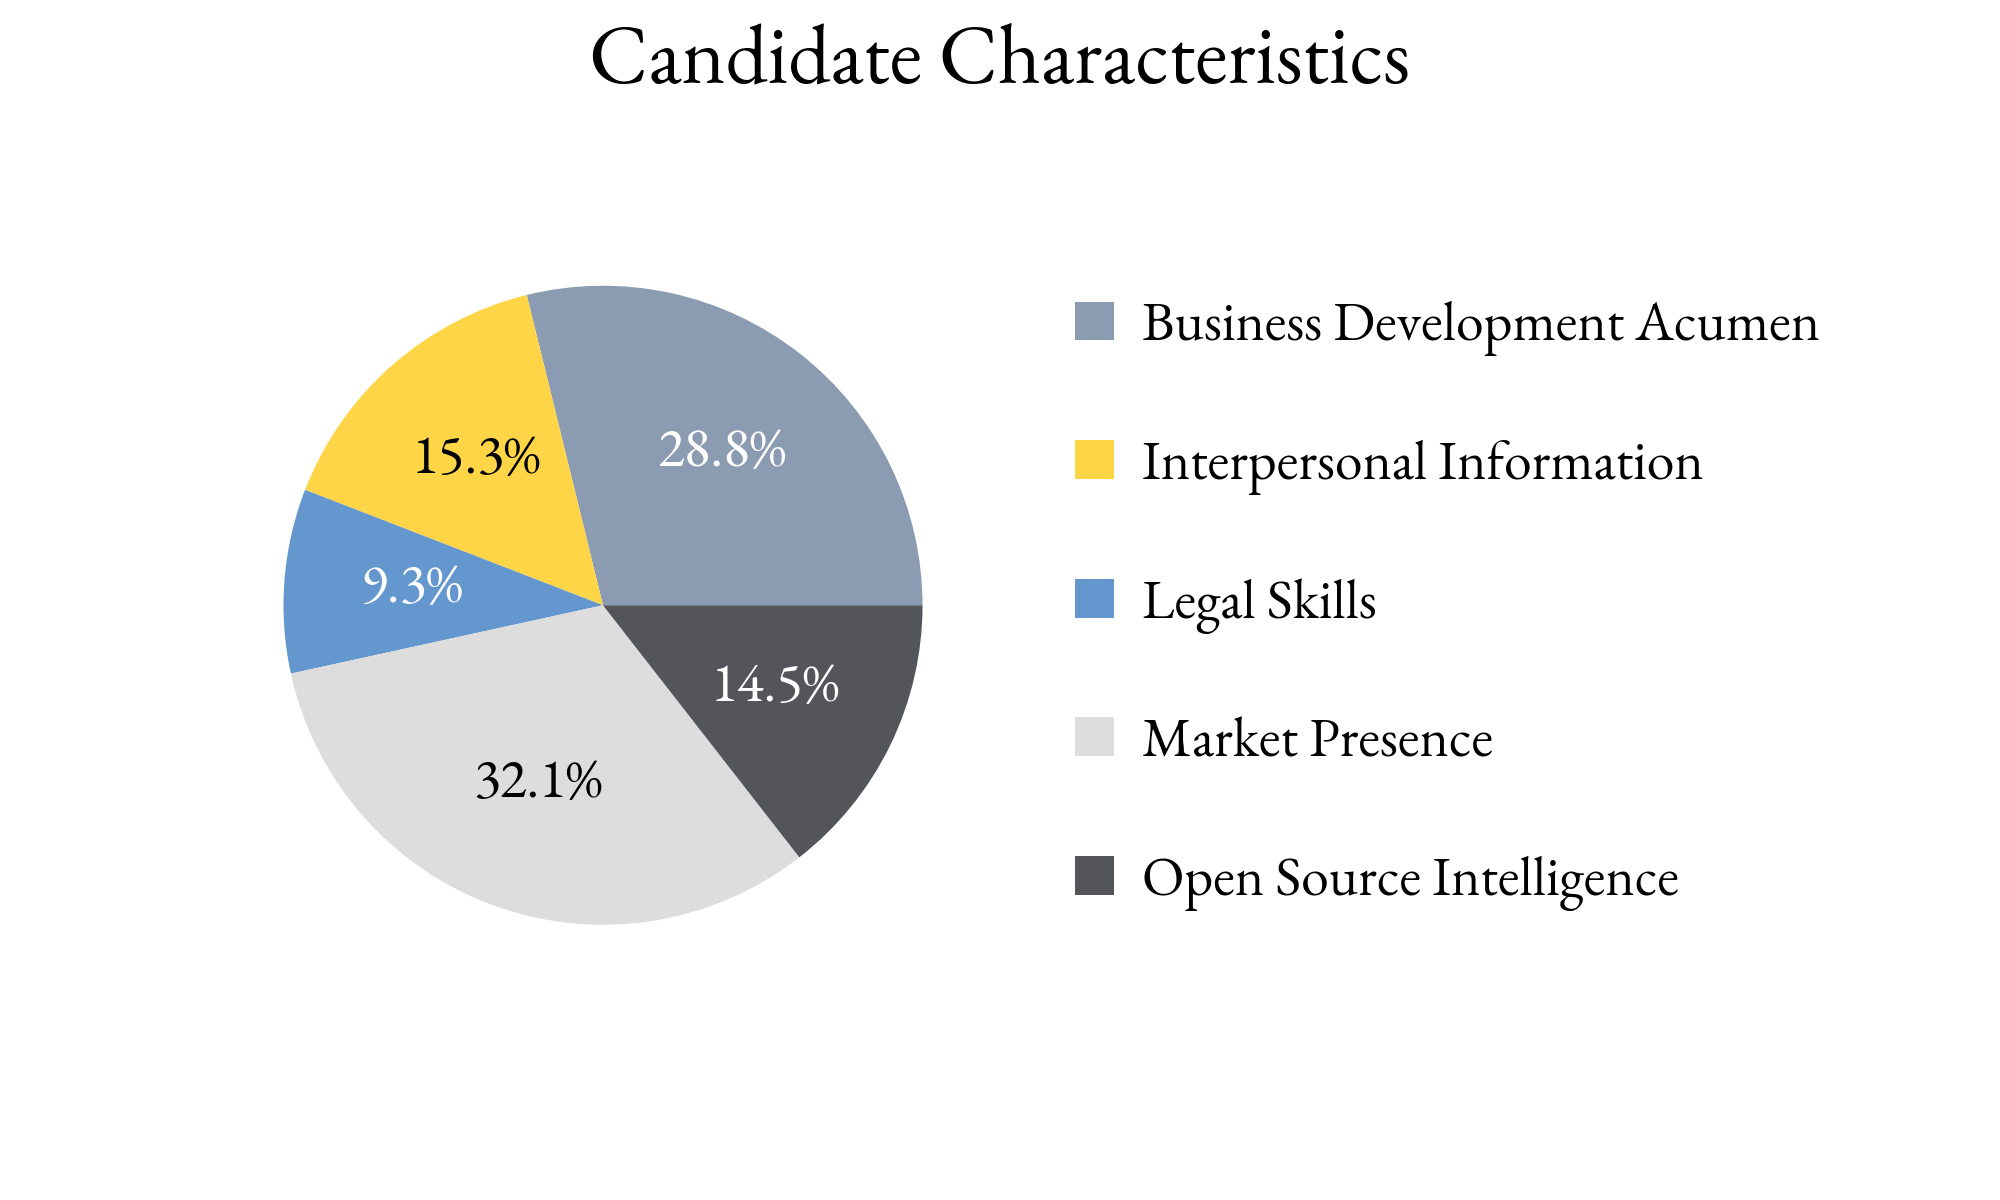 Candidate Characteristics
28.8%
15.3%
9.3%
14.5%
32.1%
Business Development Acumen
Interpersonal Information
Legal Skills
Market Presence
Open Source Intelligence